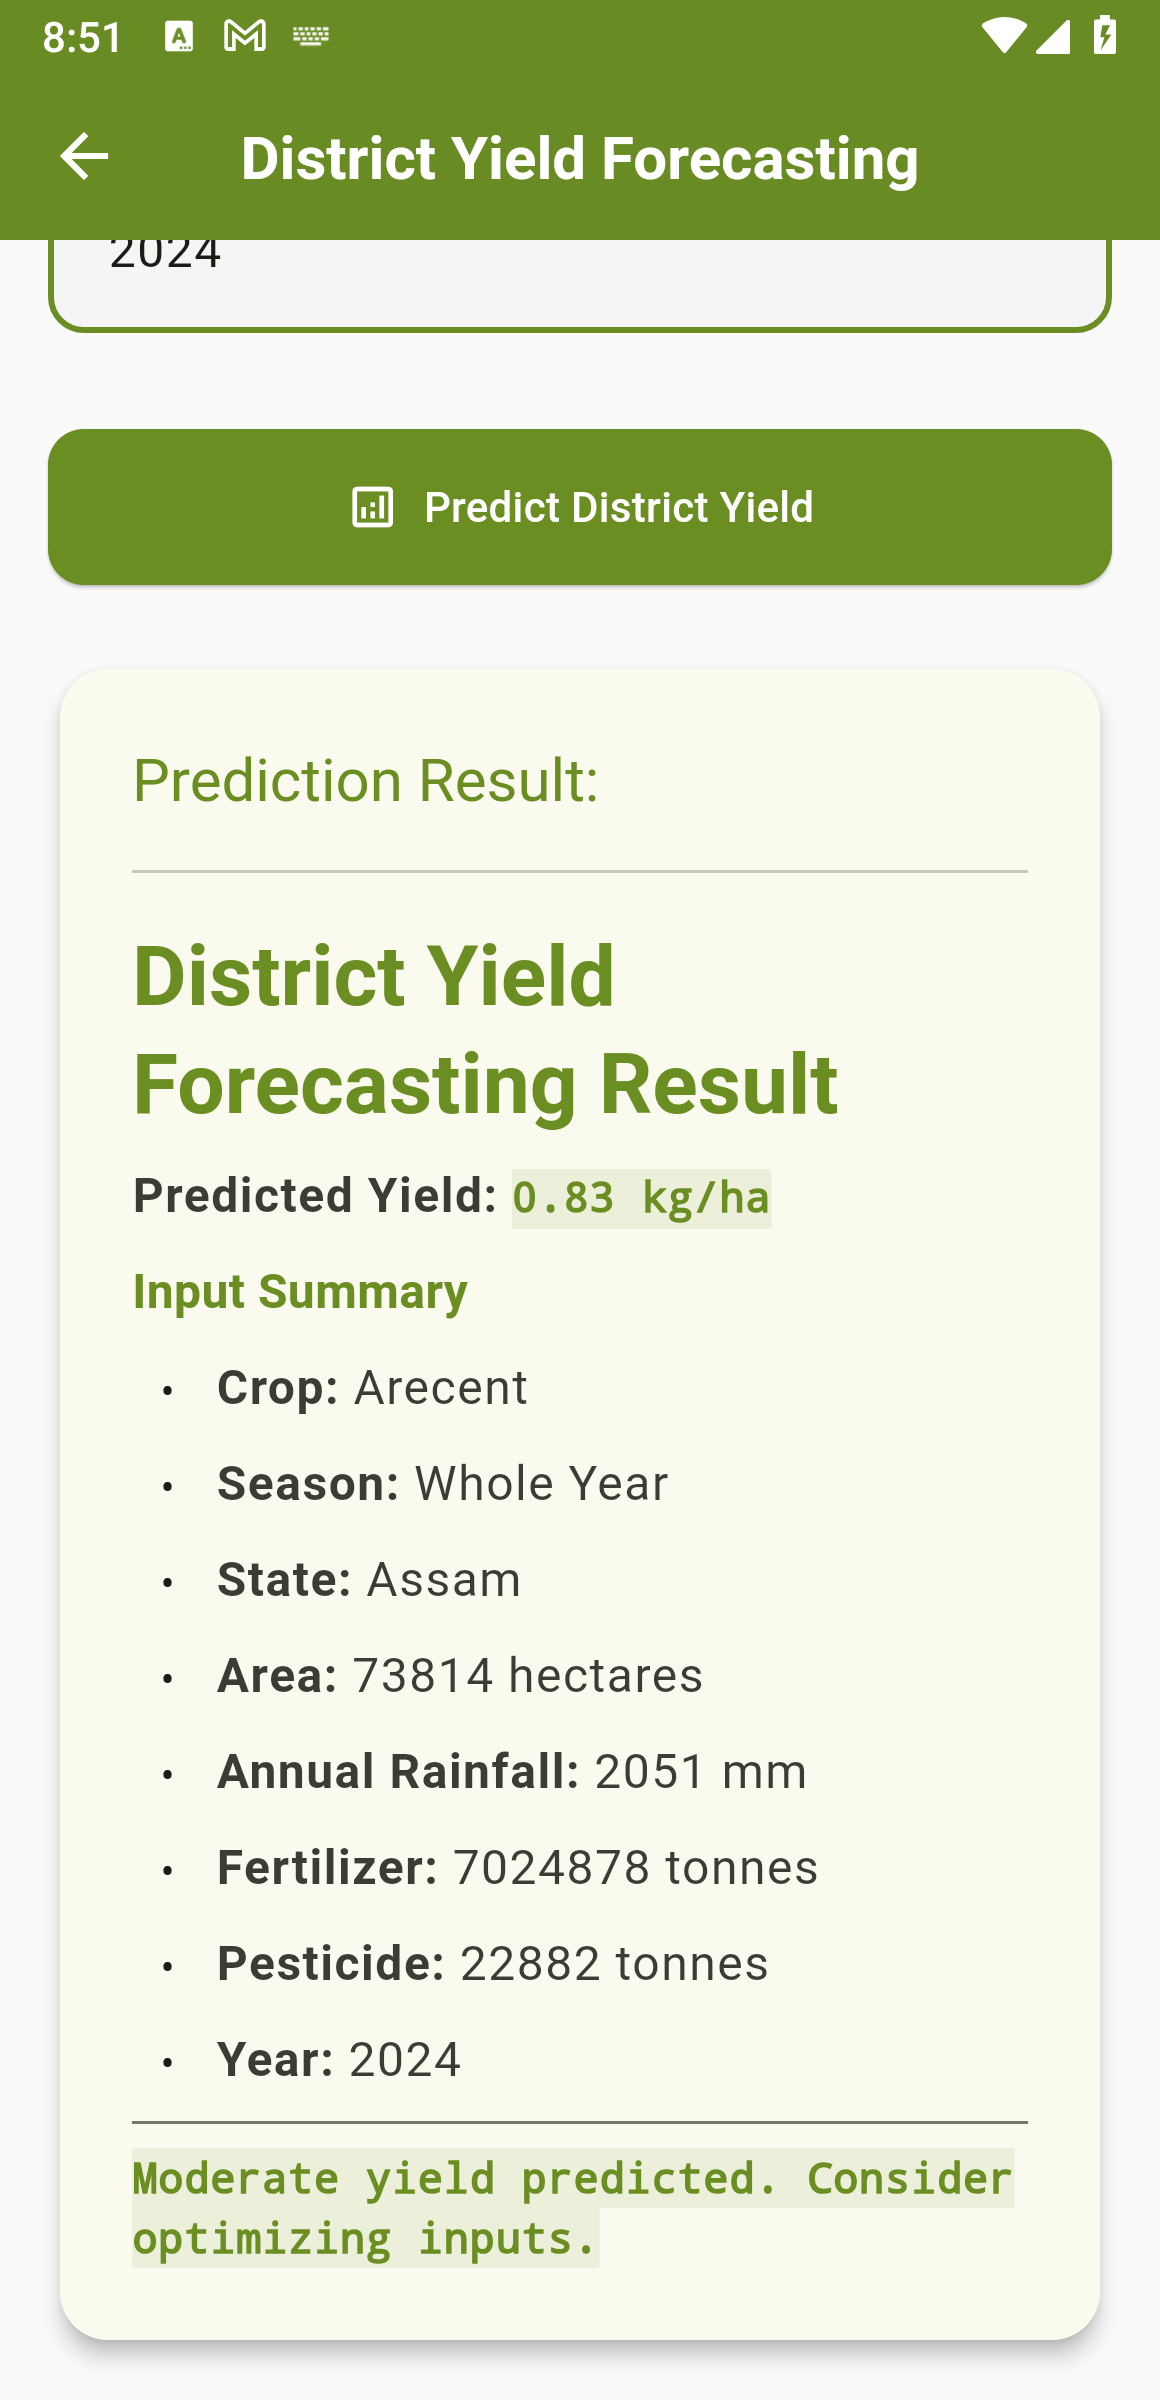 8:51
District Yield Forecasting
2024
Predict District Yield
Prediction Result:
District Yield
Forecasting Result
Predicted Yield: 0.83 kg/ha
Input Summary
• Crop: Arecent
• Season: Whole Year
• State: Assam
• Area: 73814 hectares
• Annual Rainfall: 2051 mm
• Fertilizer: 7024878 tonnes
• Pesticide: 22882 tonnes
• Year: 2024
Moderate yield predicted. Consider
optimizing inputs.